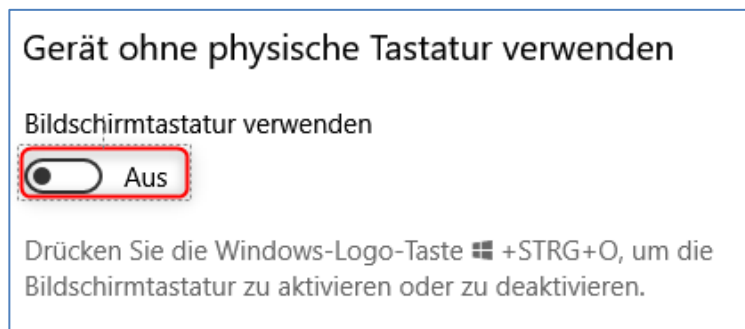 Gerät ohne physische Tastatur verwenden
Bildschirmtastatur verwenden
Aus
Drücken Sie die Windows-Logo-Taste +STRG+O, um die
Bildschirmtastatur zu aktivieren oder zu deaktivieren.